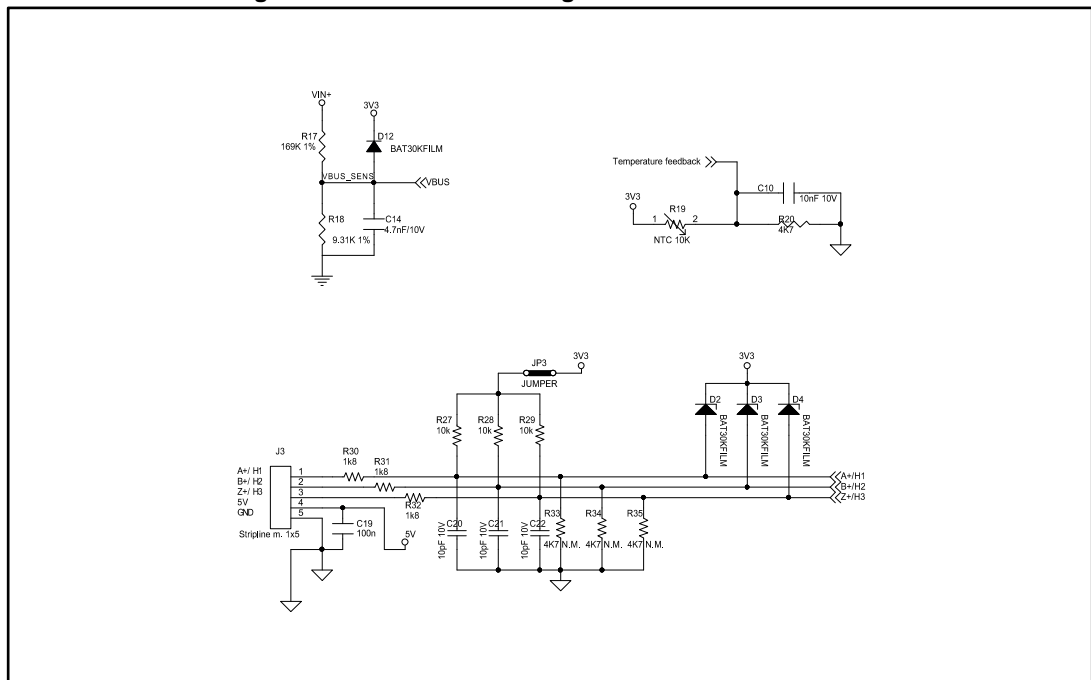 VIN+
3V3
R17
169K 1%
D12
BAT30KFILM
VBUS_SENS
VBUS
R18
9.31K 1%
C14
4.7nF/10V
Temperature feedback
C10
10nF 10V
3V3
R19
1
2
NTC 10K
R20
4K7
JP3
3V3
JUMPER
3V3
R27
10k
R28
10k
R29
10k
D2
D3
D4
BAT30KFILM
BAT30KFILM
BAT30KFILM
J3
A+/ H1
B+/ H2
Z+/ H3
5V
GND
1
2
3
4
5
R30
1k8
R31
1k8
R32
1k8
A+/H1
B+/H2
Z+/H3
Stripline m. 1x5
C19
100n
5V
C20
10pF 10V
C21
10pF 10V
C22
10pF 10V
R33
4K7 N.M.
R34
4K7 N.M.
R35
4K7 N.M.